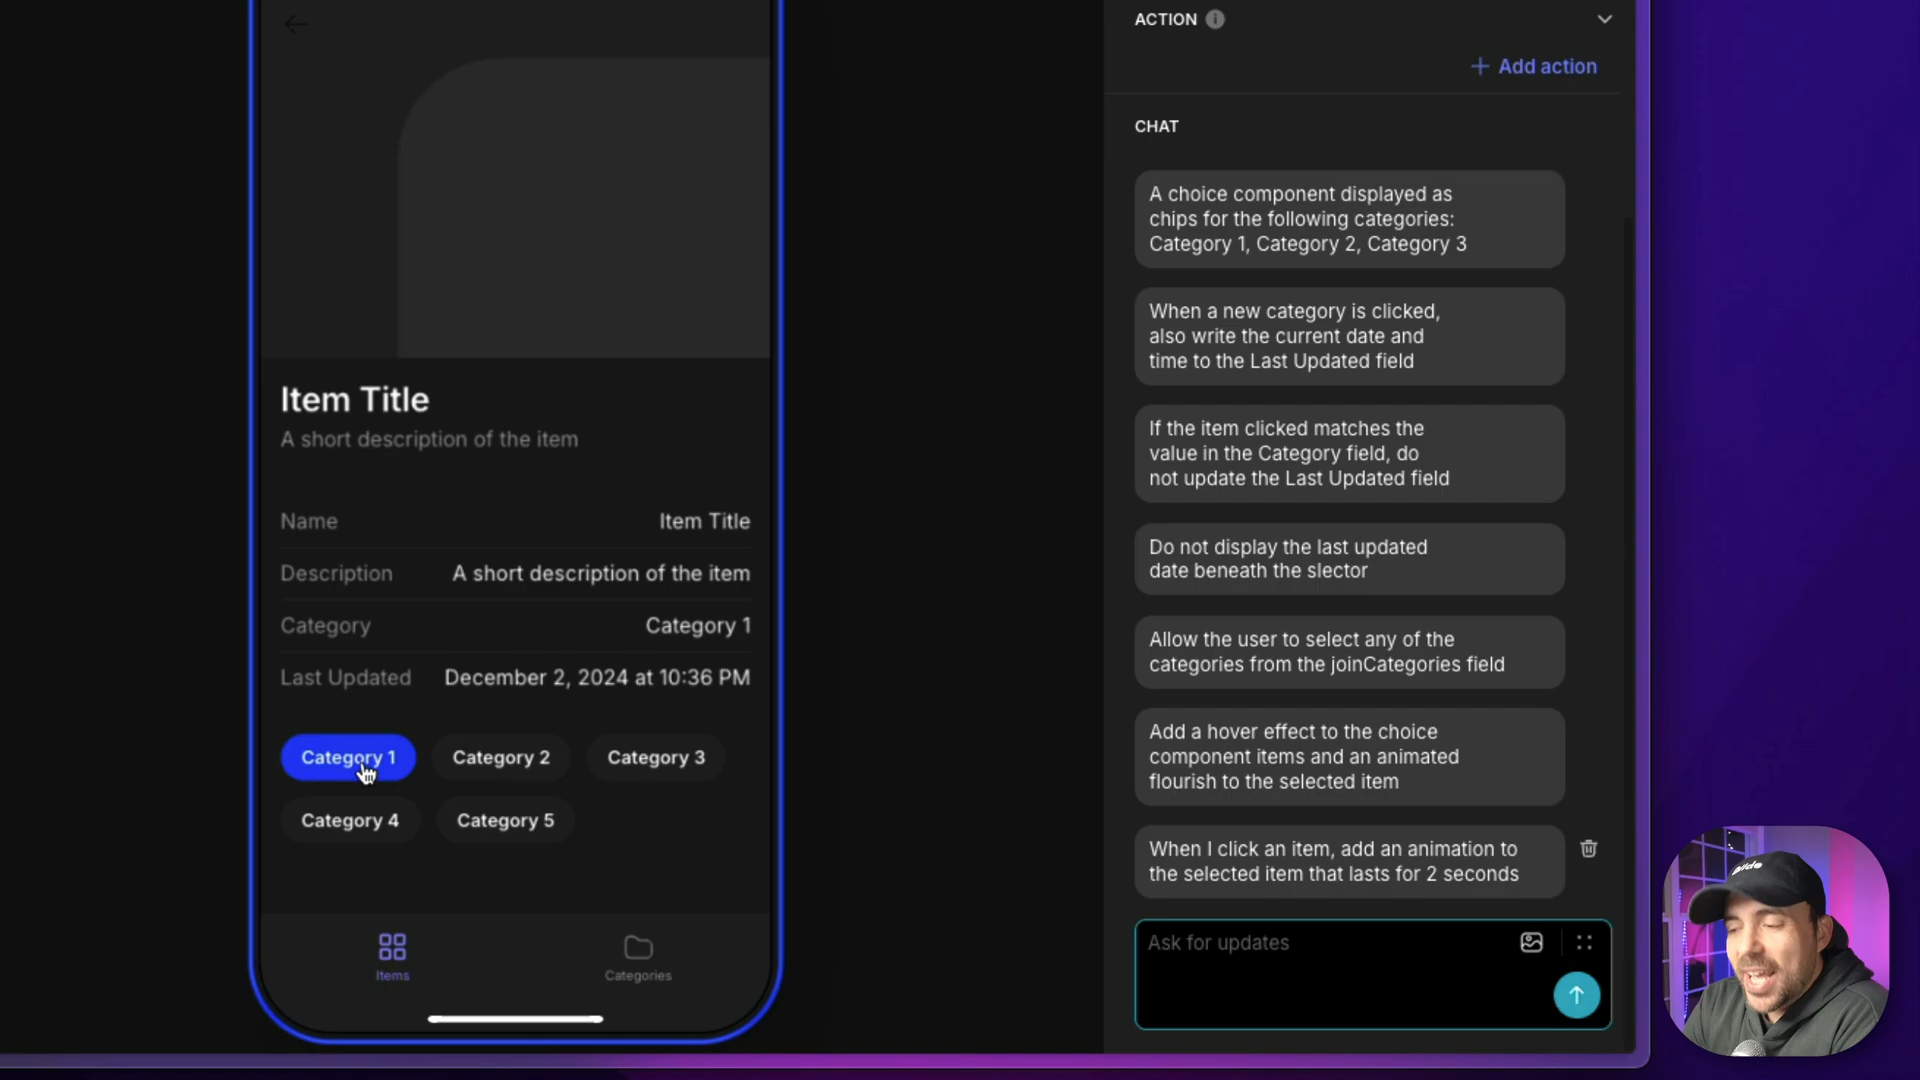 ACTION
Add action
CHAT
A choice component displayed as
chips for the following categories:
Category 1, Category 2, Category 3
When a new category is clicked,
also write the current date and
time to the Last Updated field
If the item clicked matches the
value in the Category field, do
not update the Last Updated field
Do not display the last updated
date beneath the slector
Allow the user to select any of the
categories from the joinCategories field
Add a hover effect to the choice
component items and an animated
flourish to the selected item
When I click an item, add an animation to
the selected item that lasts for 2 seconds
Ask for updates
Item Title
A short description of the item
Name Item Title
Description A short description of the item
Category Category 1
Last Updated December 2, 2024 at 10:36 PM
Category 1 Category 2 Category 3
Category 4 Category 5
Items Categories